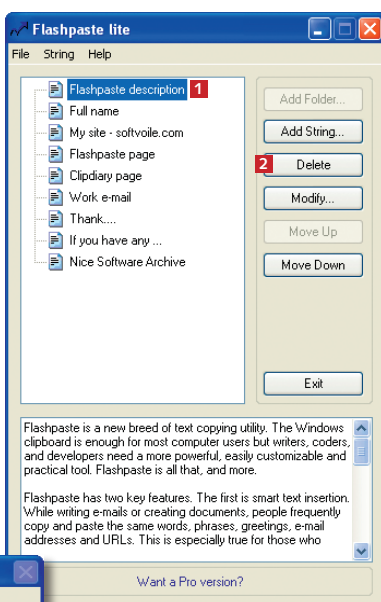 Flashpaste lite
File String Help
Flashpaste description 1
Full name
My site - softvoile.com
Flashpaste page
Clipdiary page
Work e-mail
Thank....
If you have any ...
Nice Software Archive
Add Folder...
Add String...
2 Delete
Modify...
Move Up
Move Down
Exit
Flashpaste is a new breed of text copying utility. The Windows
clipboard is enough for most computer users but writers, coders,
and developers need a more powerful, easily customizable and
practical tool. Flashpaste is all that, and more.
Flashpaste has two key features. The first is smart text insertion.
While writing e-mails or creating documents, people frequently
copy and paste the same words, phrases, greetings, e-mail
addresses and URLs. This is especially true for those who
Want a Pro version?